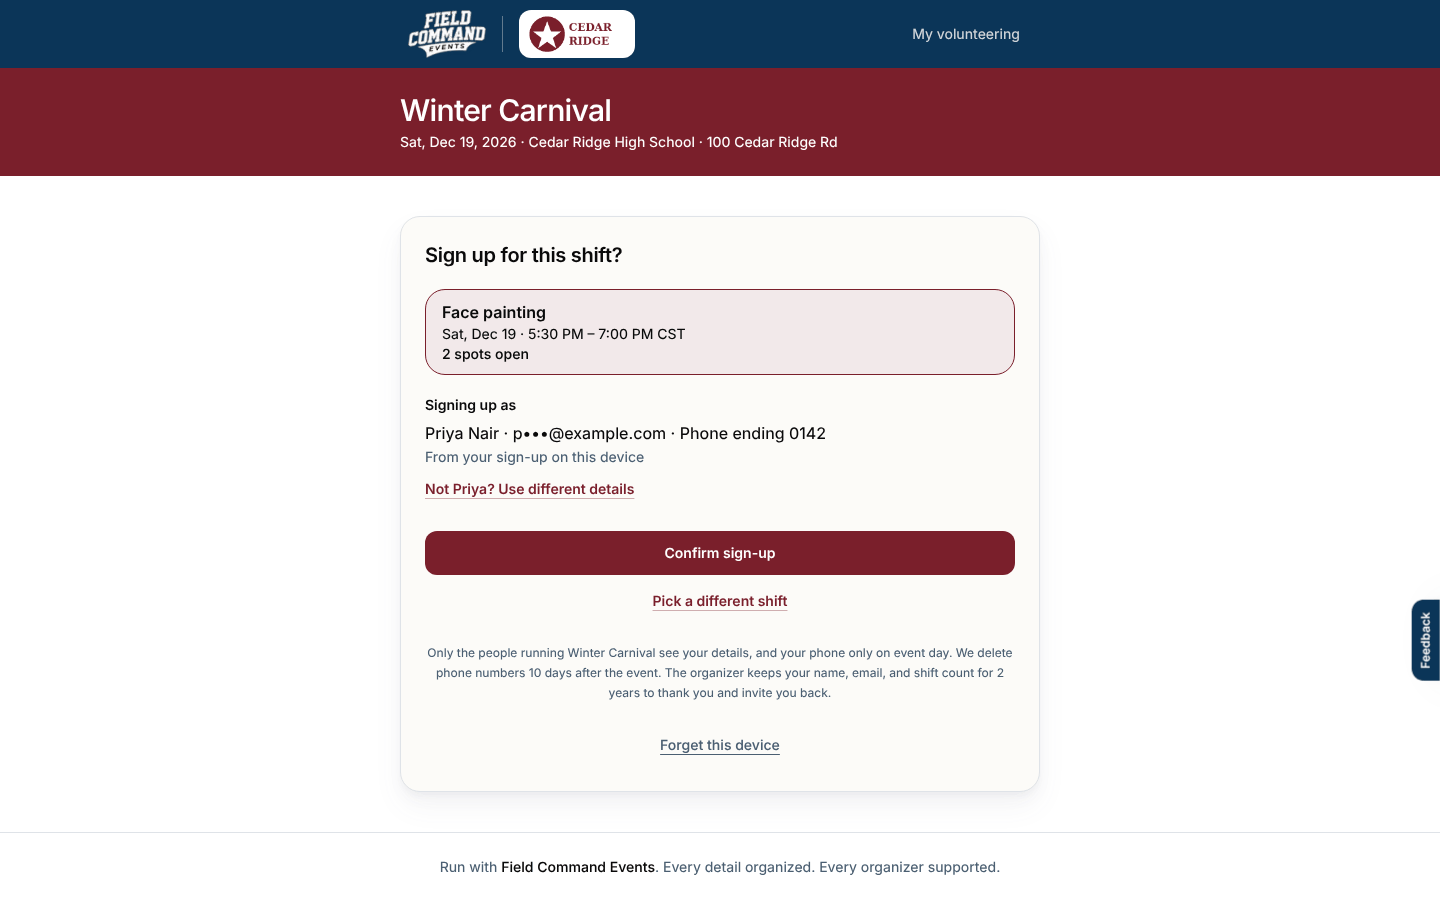 FIELD
COMMAND
EVENTS
CEDAR
RIDGE
My volunteering
Winter Carnival
Sat, Dec 19, 2026 · Cedar Ridge High School · 100 Cedar Ridge Rd
Sign up for this shift?
Face painting
Sat, Dec 19 · 5:30 PM – 7:00 PM CST
2 spots open
Signing up as
Priya Nair · p•••@example.com · Phone ending 0142
From your sign-up on this device
Not Priya? Use different details
Confirm sign-up
Pick a different shift
Only the people running Winter Carnival see your details, and your phone only on event day. We delete
phone numbers 10 days after the event. The organizer keeps your name, email, and shift count for 2
years to thank you and invite you back.
Forget this device
Feedback
Run with Field Command Events. Every detail organized. Every organizer supported.